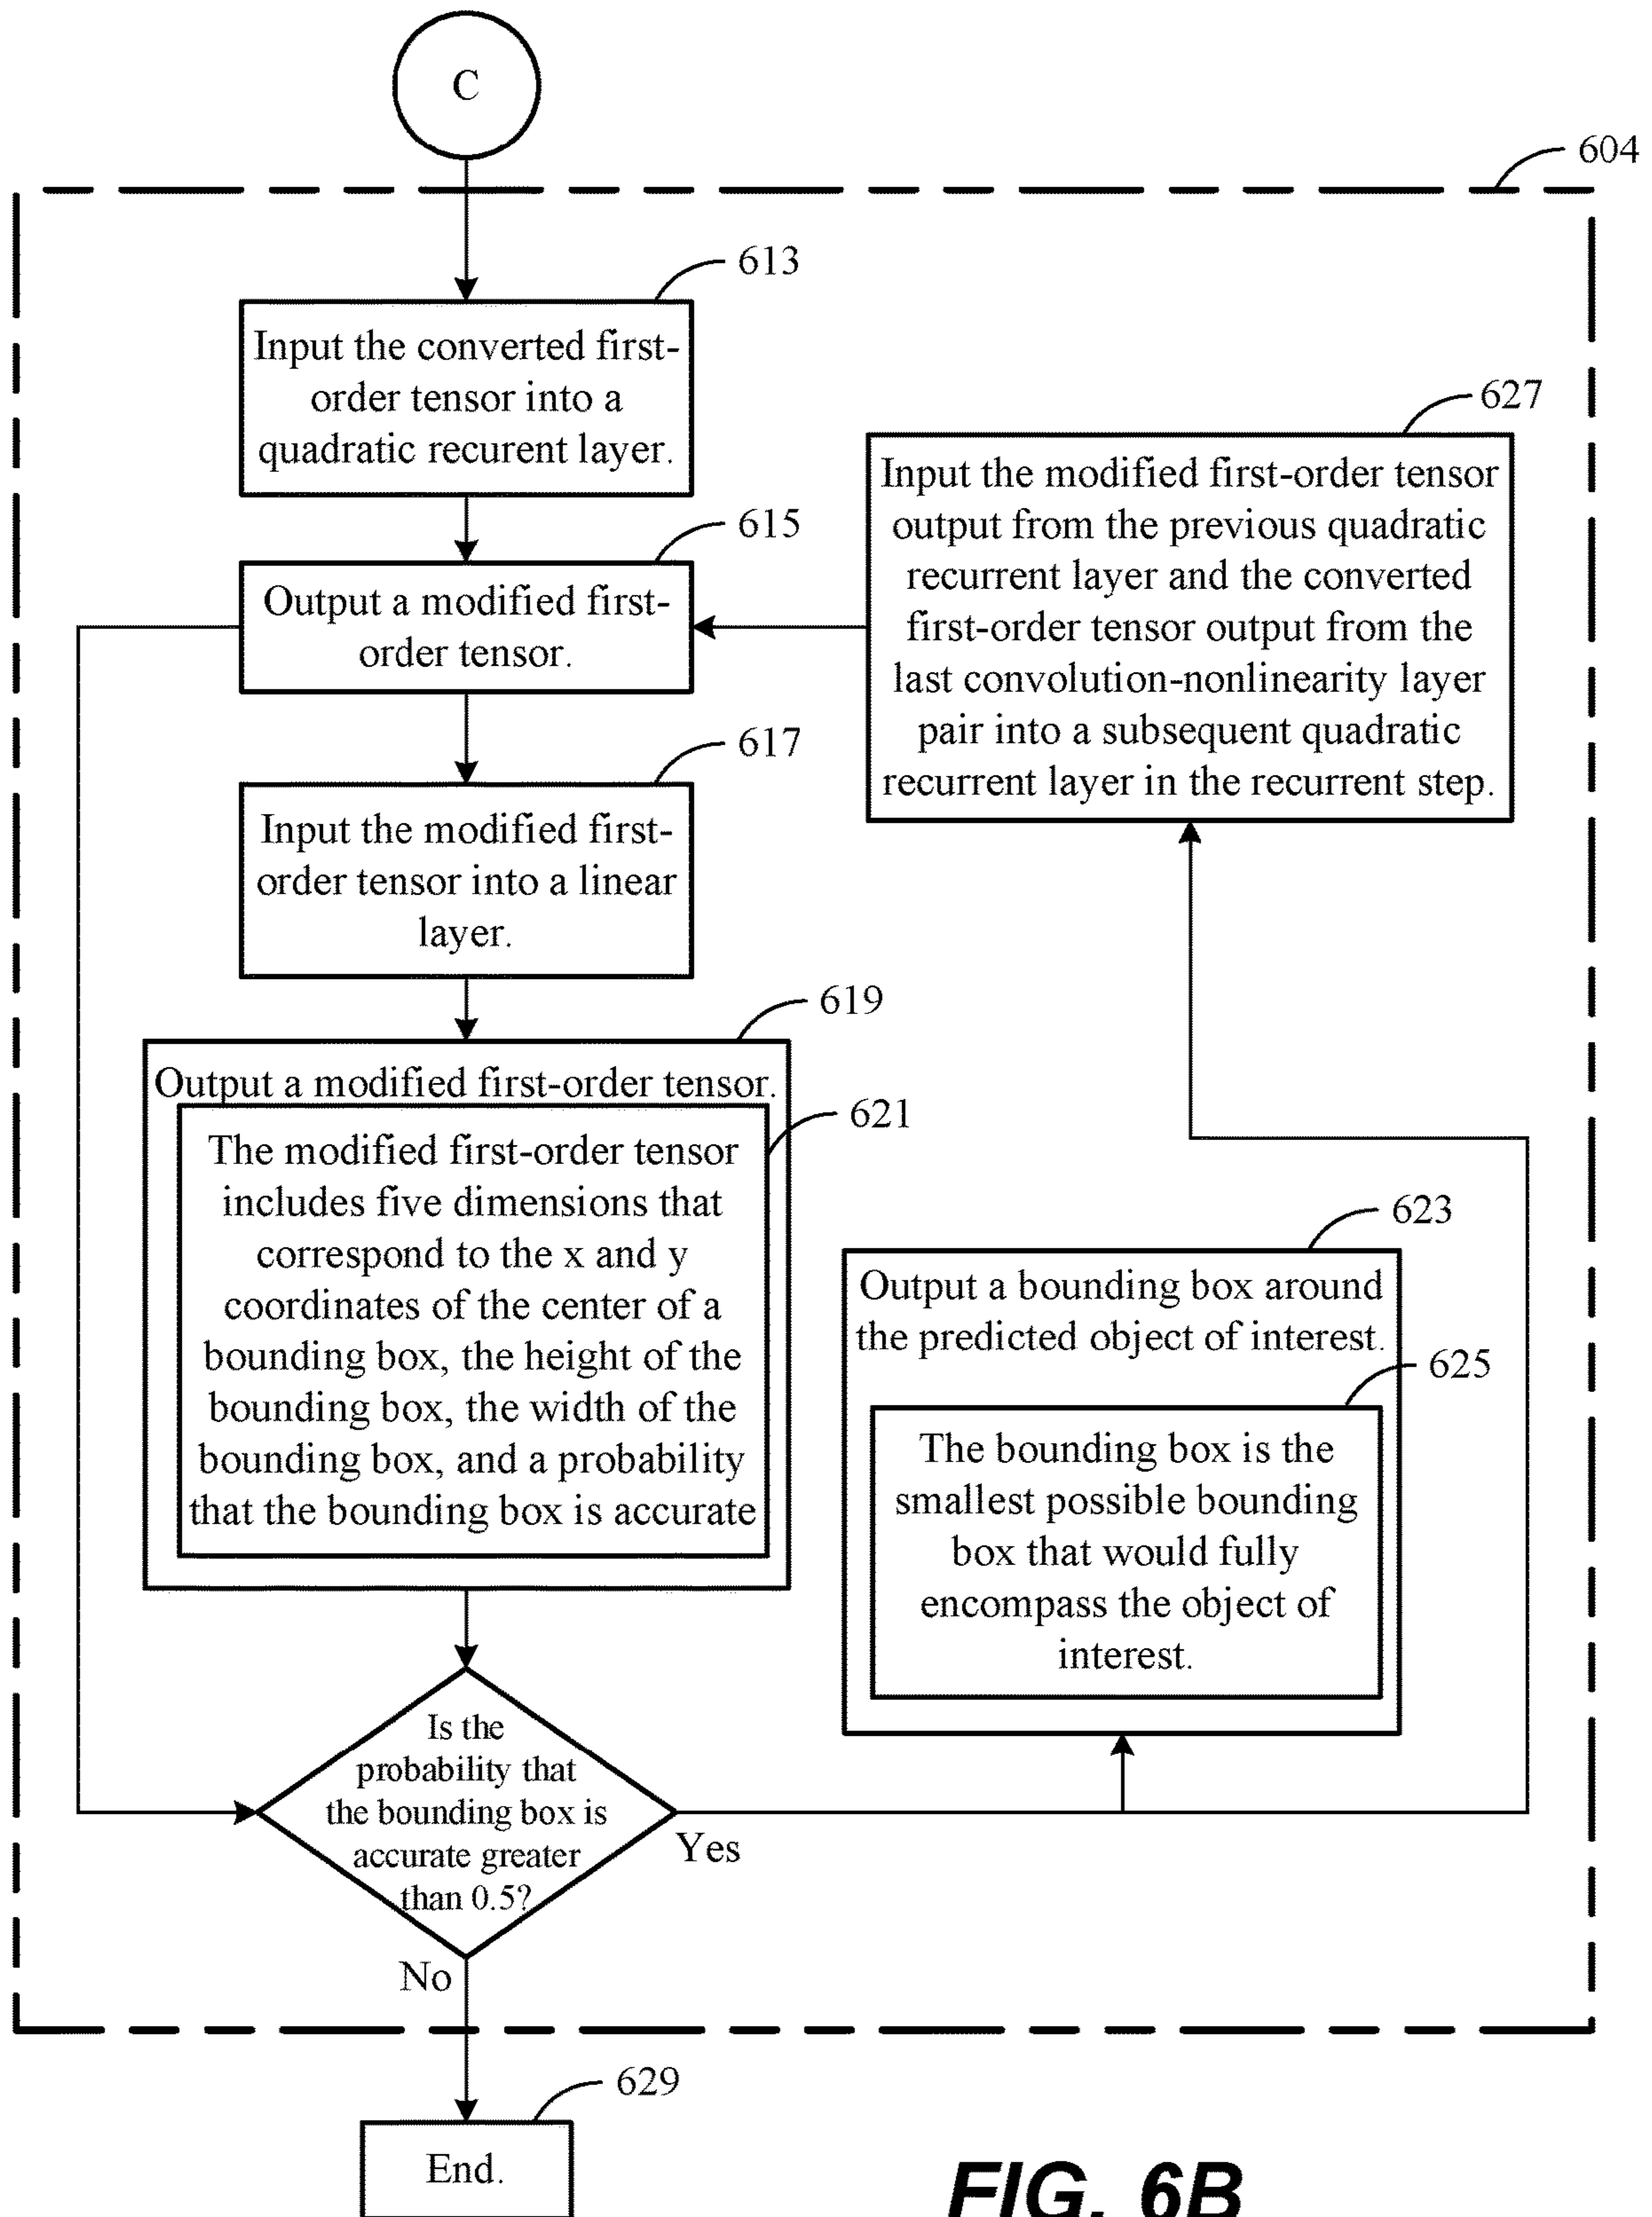 C
604
613
Input the converted first-
order tensor into a
quadratic recurent layer.
615
Output a modified first-
order tensor.
617
Input the modified first-
order tensor into a linear
layer.
627
Input the modified first-order tensor
output from the previous quadratic
recurrent layer and the converted
first-order tensor output from the
last convolution-nonlinearity layer
pair into a subsequent quadratic
recurrent layer in the recurrent step.
619
Output a modified first-order tensor.
621
The modified first-order tensor
includes five dimensions that
correspond to the x and y
coordinates of the center of a
bounding box, the height of the
bounding box, the width of the
bounding box, and a probability
that the bounding box is accurate
623
Output a bounding box around
the predicted object of interest.
625
The bounding box is the
smallest possible bounding
box that would fully
encompass the object of
interest.
Is the
probability that
the bounding box is
accurate greater
than 0.5?
Yes
No
629
End.
FIG. 6B